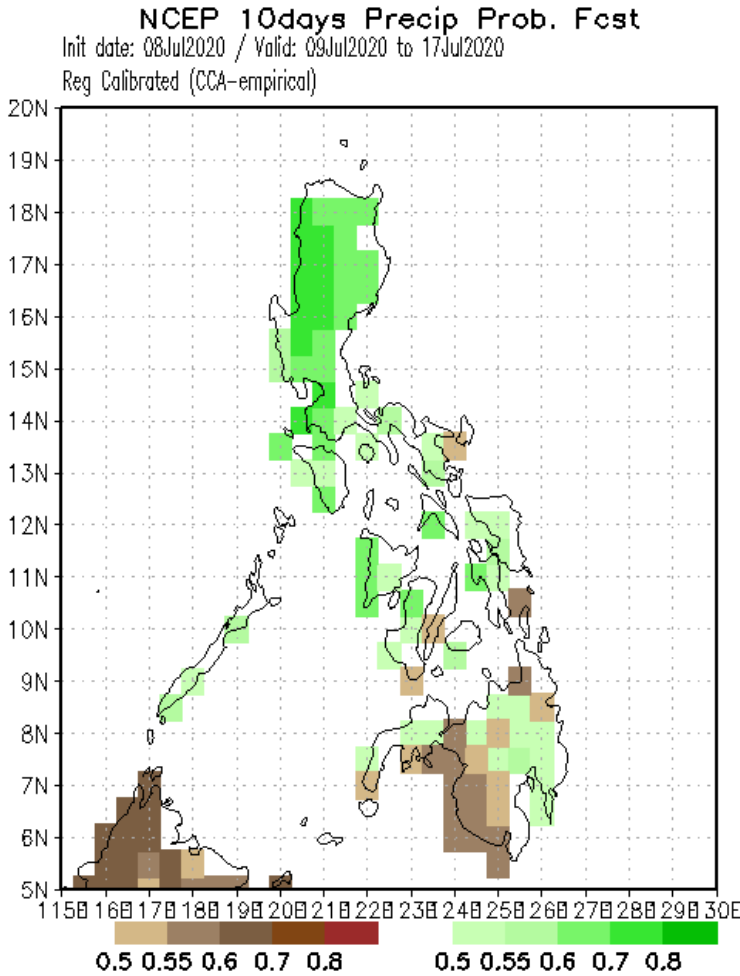 NCEP 10days Precip Prob. Fcst
Init date: 08Jul2020 / Valid: 09Jul2020 to 17Jul2020
Reg Calibrated (CCA-empirical)
20N
19N
18N
17N
16N
15N
14N
13N
12N
11N
10N
9N
8N
7N
6N
5N
0.5 0.55 0.6 0.7 0.8
0.5 0.55 0.6 0.7 0.8